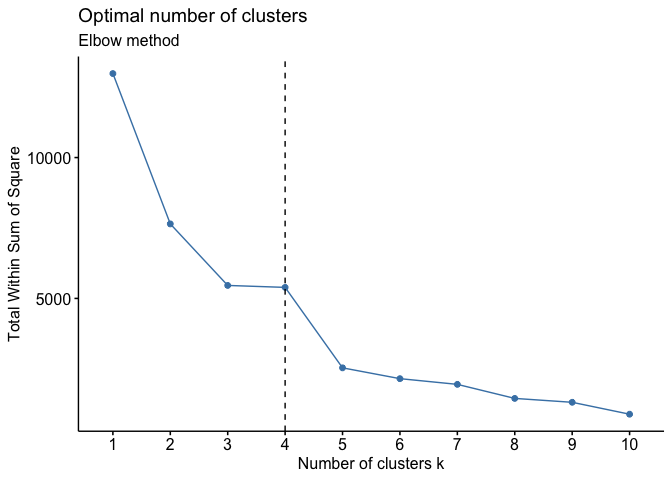 Optimal number of clusters
Elbow method
Total Within Sum of Square
10000
5000
1 2 3 4 5 6 7 8 9 10
Number of clusters k